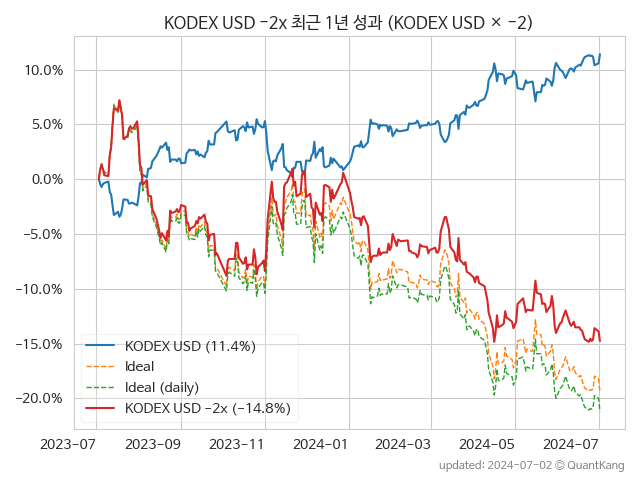 KODEX USD −2x 최근 1년 성과 (KODEX USD × −2)
10.0%
5.0%
0.0%
−5.0%
−10.0%
−15.0%
−20.0%
KODEX USD (11.4%)
Ideal
Ideal (daily)
KODEX USD −2x (−14.8%)
2023-07 2023-09 2023-11 2024-01 2024-03 2024-05 2024-07
updated: 2024-07-02 © QuantKang